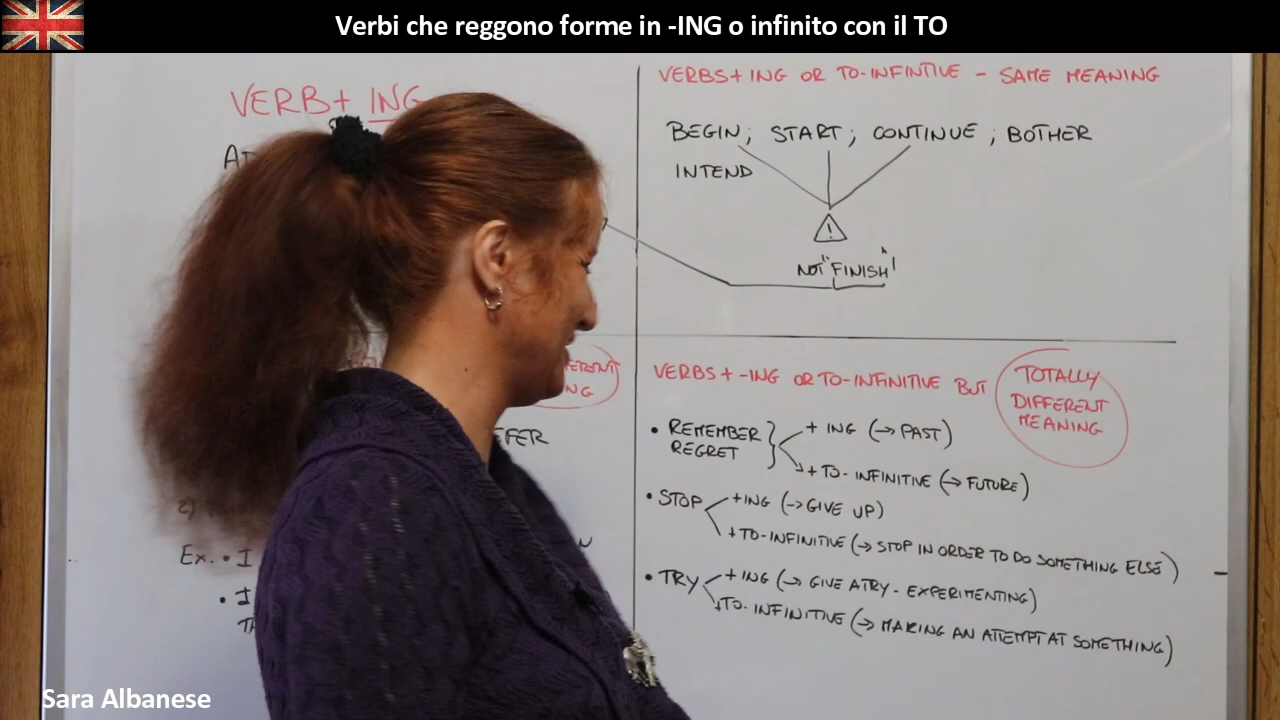 Verbi che reggono forme in -ING o infinito con il TO
VERB+ ING
VERBS+ ING OR TO-INFINTIVE - SAME MEANING
BEGIN; START; CONTINUE; BOTHER
INTEND
!
NOT "FINISH"!
VERBS+ -ING OR TO-INFINITIVE BUT
TOTALLY
DIFFERENT
MEANING
• REMEMBER
REGRET
+ ING (→ PAST)
+ TO- INFINITIVE (→ FUTURE)
• STOP
+ING (→ GIVE UP)
+TO-INFINITIVE (→ STOP IN ORDER TO DO SOMETHING ELSE)
• TRY
+ ING (→ GIVE A TRY - EXPERIMENTING)
+TO- INFINITIVE (→ MAKING AN ATTEMPT AT SOMETHING)
Ex. • I
• I
Sara Albanese